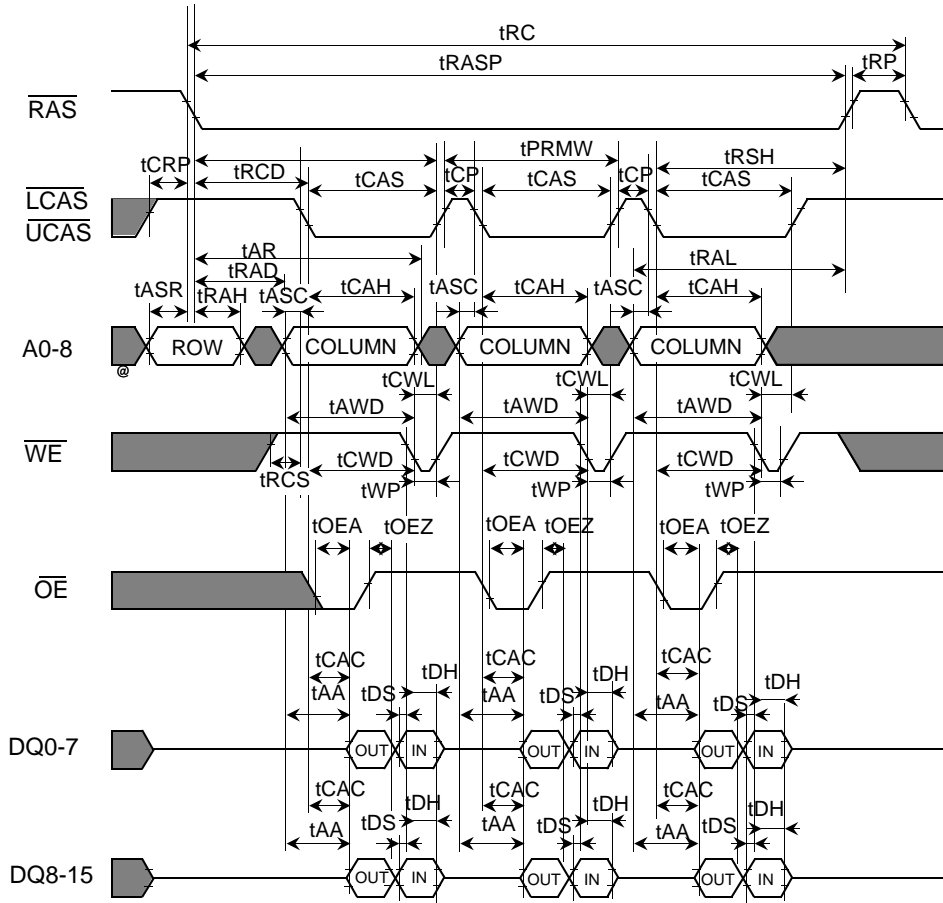 tRC
tRASP
tRP
RAS
tPRMW
tRSH
tCRP
tRCD
tCAS
tCP
tCAS
tCP
tCAS
LCAS
UCAS
tAR
tRAL
tRAD
tASR
tRAH
tASC
tCAH
tASC
tCAH
tASC
tCAH
A0-8
ROW
COLUMN
COLUMN
COLUMN
@
tCWL
tCWL
tCWL
tAWD
tAWD
tAWD
WE
tCWD
tCWD
tCWD
tRCS
tWP
tWP
tWP
tOEA
tOEZ
tOEA
tOEZ
tOEA
tOEZ
OE
tCAC
tDH
tCAC
tDH
tCAC
tDH
tAA
tDS
tAA
tDS
tAA
tDS
DQ0-7
OUT
IN
OUT
IN
OUT
IN
tCAC
tDH
tCAC
tDH
tCAC
tDH
tAA
tDS
tAA
tDS
tAA
tDS
DQ8-15
OUT
IN
OUT
IN
OUT
IN